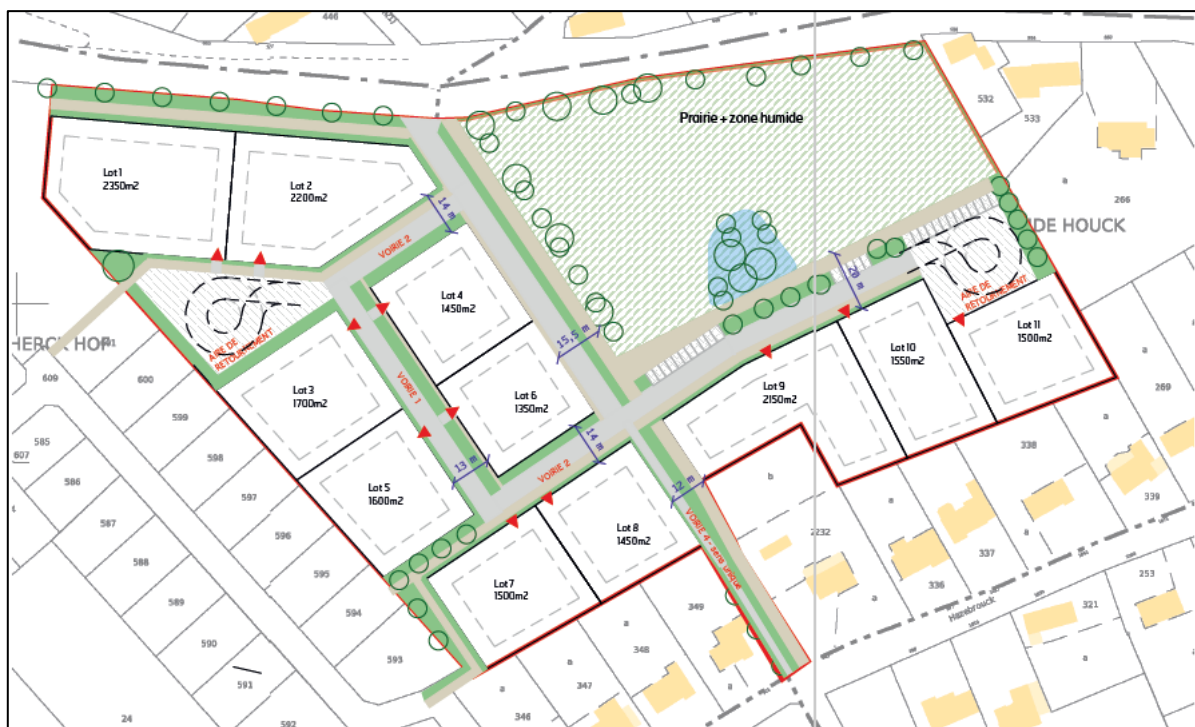 446
Prairie + zone humide
532
533
a
266
DE HOUCK
Lot 1
2350m2
Lot 2
2200m2
14 m
VOIRIE 2
Lot 4
1450m2
20 m
AIRE DE
RETOURNEMENT
Lot 11
1500m2
HERCK HOF
601
AIRE DE
RETOURNEMENT
15,5 m
Lot 10
1550m2
609
600
599
Lot 3
1700m2
VOIRIE 1
Lot 6
1350m2
Lot 9
2150m2
269
a
585
607
598
14 m
338
a
586
597
13 m
VOIRIE 2
b
a
Lot 5
1600m2
12 m
339
587
596
Lot 8
1450m2
VOIRIE 4 - sens unique
2232
a
337
588
595
Lot 7
1500m2
336
a
253
589
594
349
Hazebrouck
321
590
593
a
348
a
591
347
a
24
592
346
a